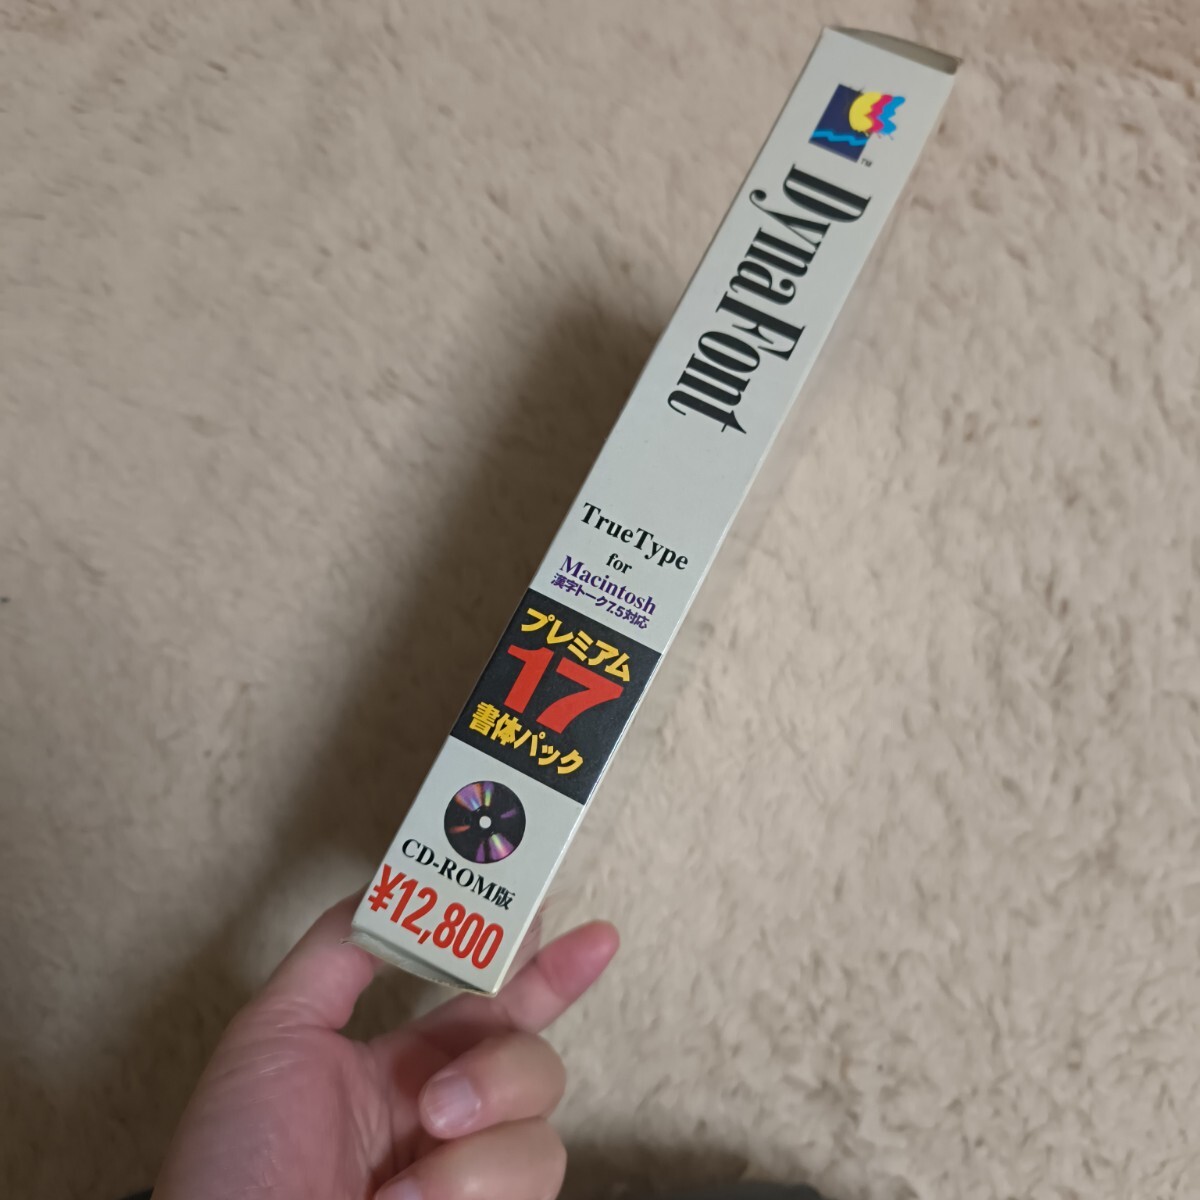 TM
DynaFont
TrueType
for
Macintosh
漢字トーク7.5対応
プレミアム
17
書体パック
CD-ROM版
¥12,800